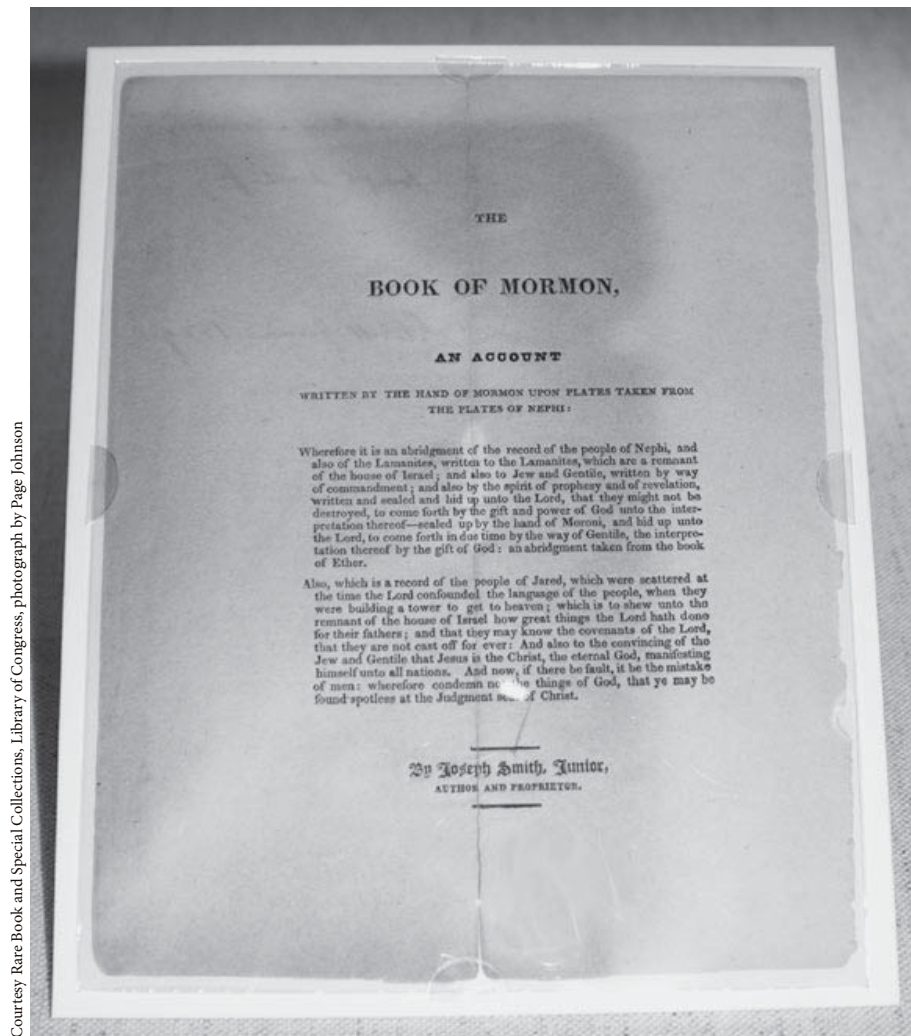 Courtesy Rare Book and Special Collections, Library of Congress, photograph by Page Johnson
THE
BOOK OF MORMON,
AN ACCOUNT
WRITTEN BY THE HAND OF MORMON UPON PLATES TAKEN FROM
THE PLATES OF NEPHI:
Wherefore it is an abridgment of the record of the people of Nephi, and
also of the Lamanites, written to the Lamanites, which are a remnant
of the house of Israel; and also to Jew and Gentile, written by way
of commandment; and also by the spirit of prophesy and of revelation,
written and sealed and hid up unto the Lord, that they might not be
destroyed, to come forth by the gift and power of God unto the inter-
pretation thereof—sealed up by the hand of Moroni, and hid up unto
the Lord, to come forth in due time by the way of Gentile, the interpre-
tation thereof by the gift of God: an abridgment taken from the book
of Ether.
Also, which is a record of the people of Jared, which were scattered at
the time the Lord confounded the language of the people, when they
were building a tower to get to heaven; which is to shew unto the
remnant of the house of Israel how great things the Lord hath done
for their fathers; and that they may know the covenants of the Lord,
that they are not cast off for ever: And also to the convincing of the
Jew and Gentile that Jesus is the Christ, the eternal God, manifesting
himself unto all nations. And now, if there be fault, it be the mistake
of men: wherefore condemn the things of God, that ye may be
found spotless at the Judgment of Christ.
By Joseph Smith, Junior,
AUTHOR AND PROPRIETOR.